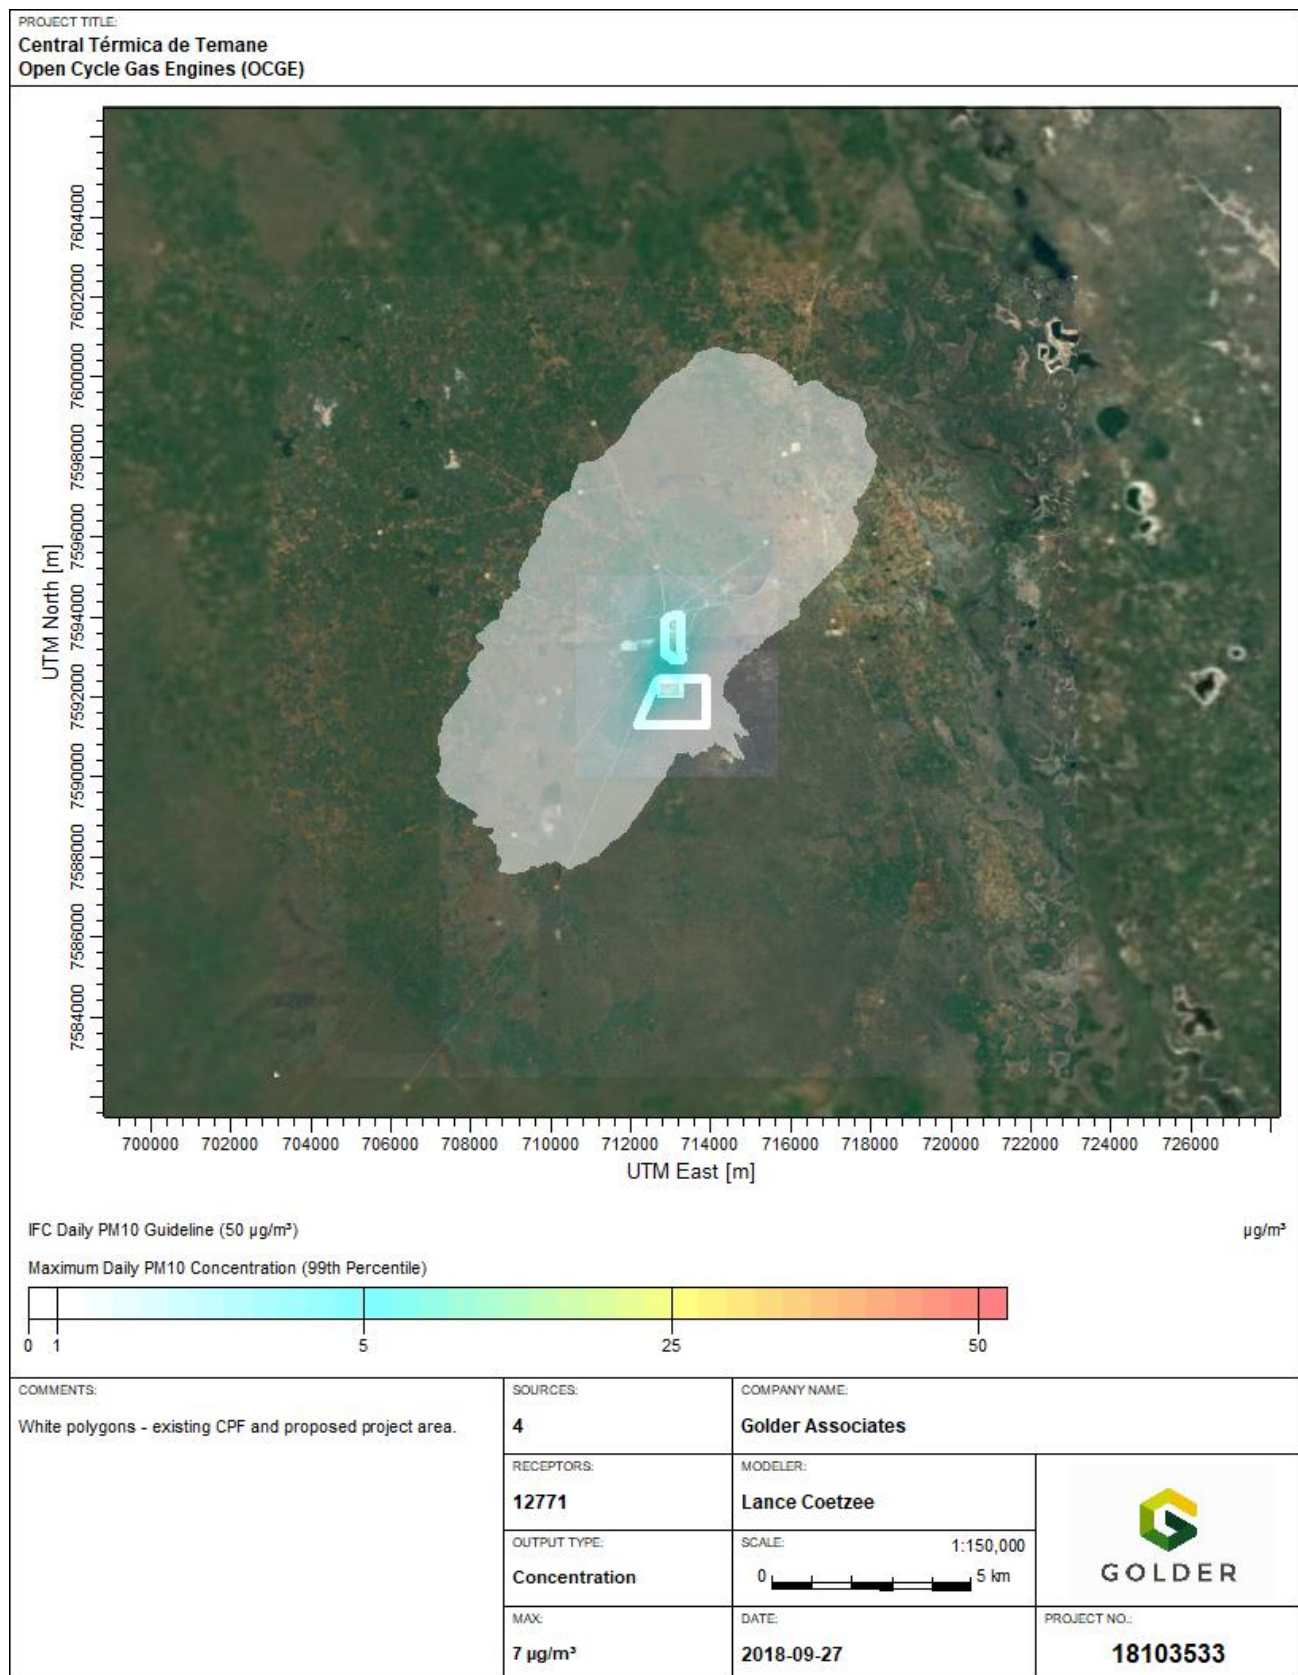 PROJECT TITLE:
Central Térmica de Temane
Open Cycle Gas Engines (OCGE)
UTM North [m]
7604000
7602000
7600000
7598000
7596000
7594000
7592000
7590000
7588000
7586000
7584000
700000 702000 704000 706000 708000 710000 712000 714000 716000 718000 720000 722000 724000 726000
UTM East [m]
IFC Daily PM10 Guideline (50 µg/m³) µg/m³
Maximum Daily PM10 Concentration (99th Percentile)
0 1 5 25 50
COMMENTS:
White polygons - existing CPF and proposed project area.
SOURCES:
4
COMPANY NAME:
Golder Associates
RECEPTORS:
12771
MODELER:
Lance Coetzee
OUTPUT TYPE:
Concentration
SCALE: 1:150,000
0 5 km
GOLDER
MAX:
7 µg/m³
DATE:
2018-09-27
PROJECT NO.:
18103533